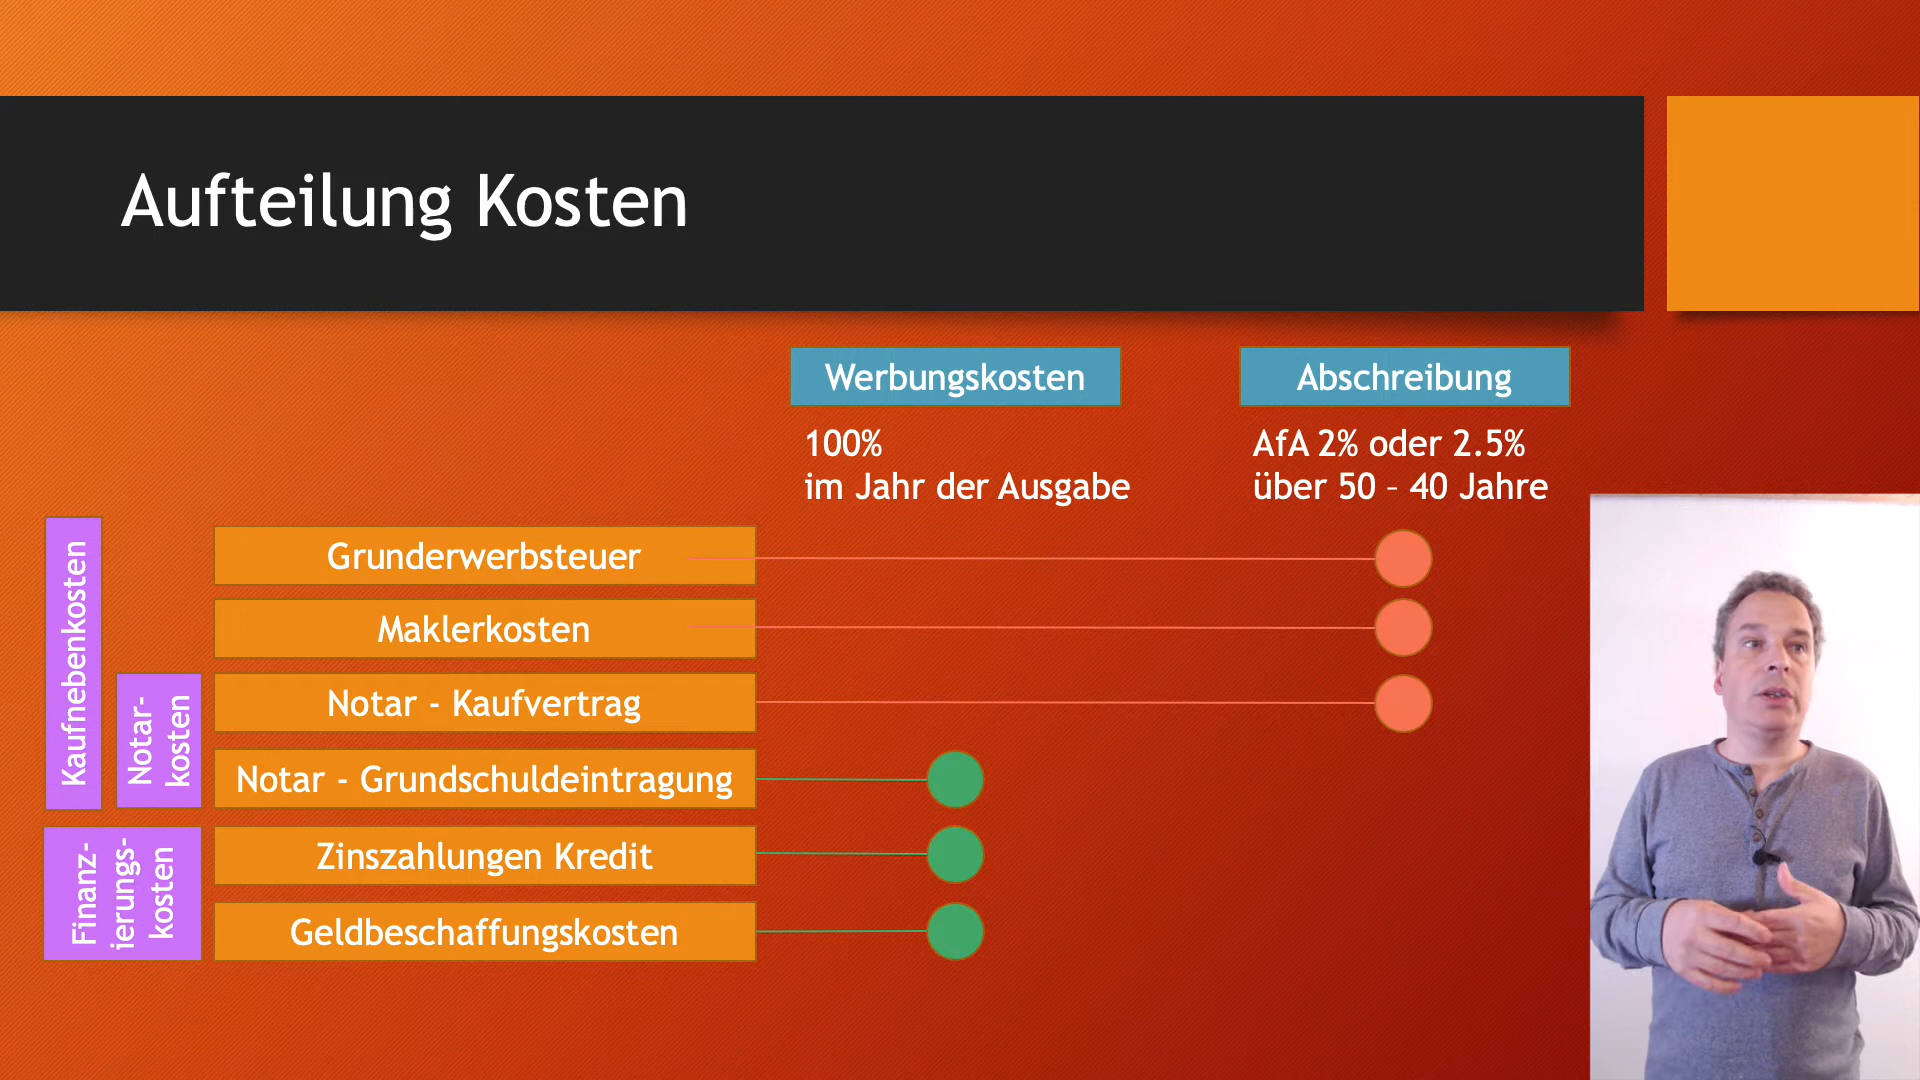 Aufteilung Kosten
Werbungskosten
Abschreibung
100%
im Jahr der Ausgabe
AfA 2% oder 2.5%
über 50 – 40 Jahre
Kaufnebenkosten
Notar-
kosten
Finanz-
ierungs-
kosten
Grunderwerbsteuer
Maklerkosten
Notar - Kaufvertrag
Notar - Grundschuldeintragung
Zinszahlungen Kredit
Geldbeschaffungskosten